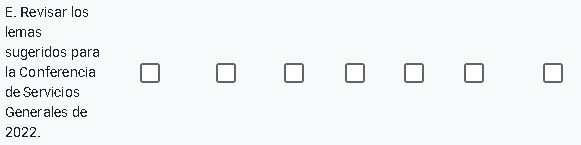 E. Revisar los
lemas
sugeridos para
la Conferencia
de Servicios
Generales de
2022.